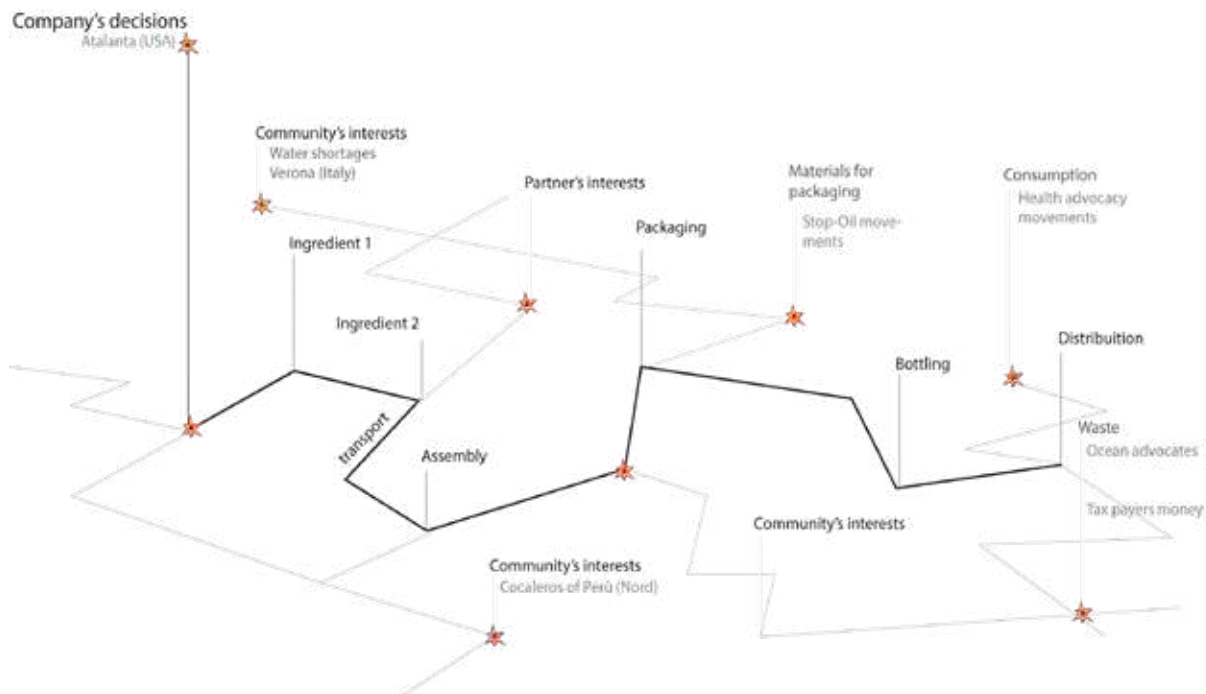 Company's decisions
Atalanta (USA)
Community's interests
Water shortages
Verona (Italy)
Partner's interests
Materials for
packaging
Stop-Oil move-
ments
Consumption
Health advocacy
movements
Ingredient 1
Packaging
Ingredient 2
Bottling
Distribuition
transport
Assembly
Waste
Ocean advocates
Tax payers money
Community's interests
Community's interests
Cocaleros of Perù (Nord)